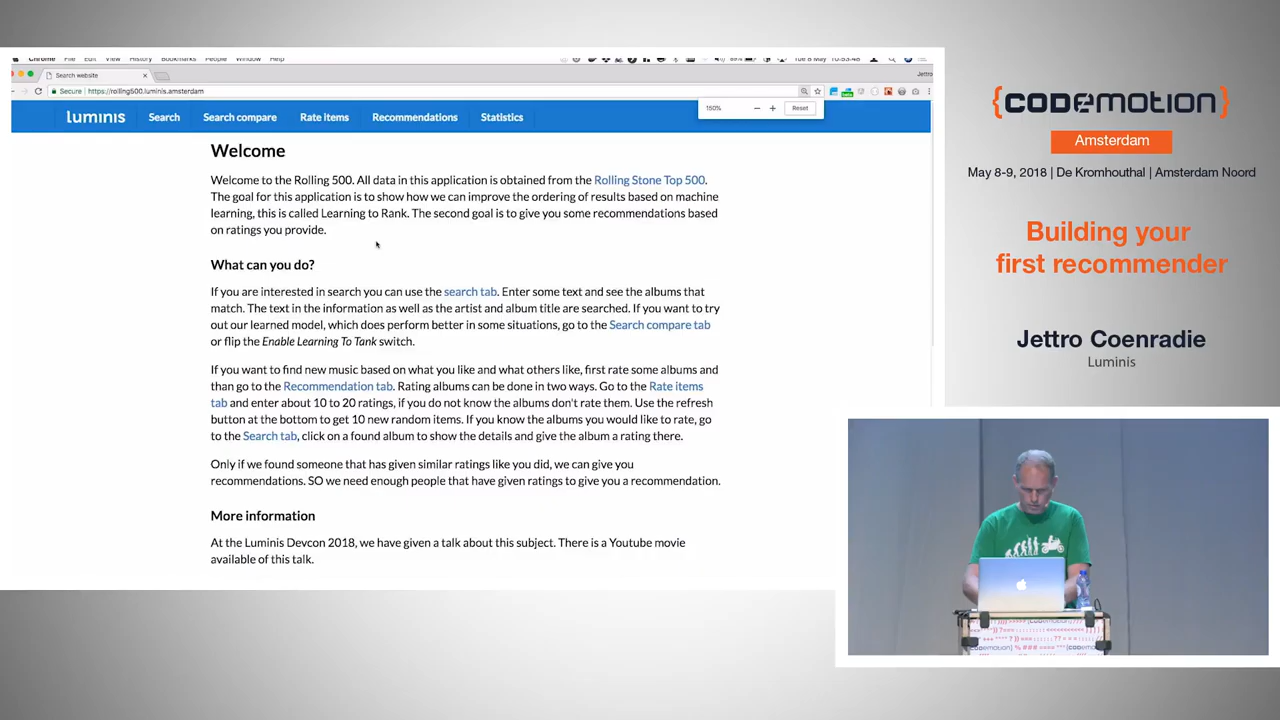 Chrome File Edit View History Bookmarks People Window Help
Search website
Jettro
Secure | https://rolling500.luminis.amsterdam
150% − + Reset
luminis Search Search compare Rate items Recommendations Statistics
Welcome
Welcome to the Rolling 500. All data in this application is obtained from the Rolling Stone Top 500.
The goal for this application is to show how we can improve the ordering of results based on machine
learning, this is called Learning to Rank. The second goal is to give you some recommendations based
on ratings you provide.
What can you do?
If you are interested in search you can use the search tab. Enter some text and see the albums that
match. The text in the information as well as the artist and album title are searched. If you want to try
out our learned model, which does perform better in some situations, go to the Search compare tab
or flip the Enable Learning To Tank switch.
If you want to find new music based on what you like and what others like, first rate some albums and
than go to the Recommendation tab. Rating albums can be done in two ways. Go to the Rate items
tab and enter about 10 to 20 ratings, if you do not know the albums don't rate them. Use the refresh
button at the bottom to get 10 new random items. If you know the albums you would like to rate, go
to the Search tab, click on a found album to show the details and give the album a rating there.
Only if we found someone that has given similar ratings like you did, we can give you
recommendations. SO we need enough people that have given ratings to give you a recommendation.
More information
At the Luminis Devcon 2018, we have given a talk about this subject. There is a Youtube movie
available of this talk.
{CODEMOTION}
Amsterdam
May 8-9, 2018 | De Kromhouthal | Amsterdam Noord
Building your
first recommender
Jettro Coenradie
Luminis